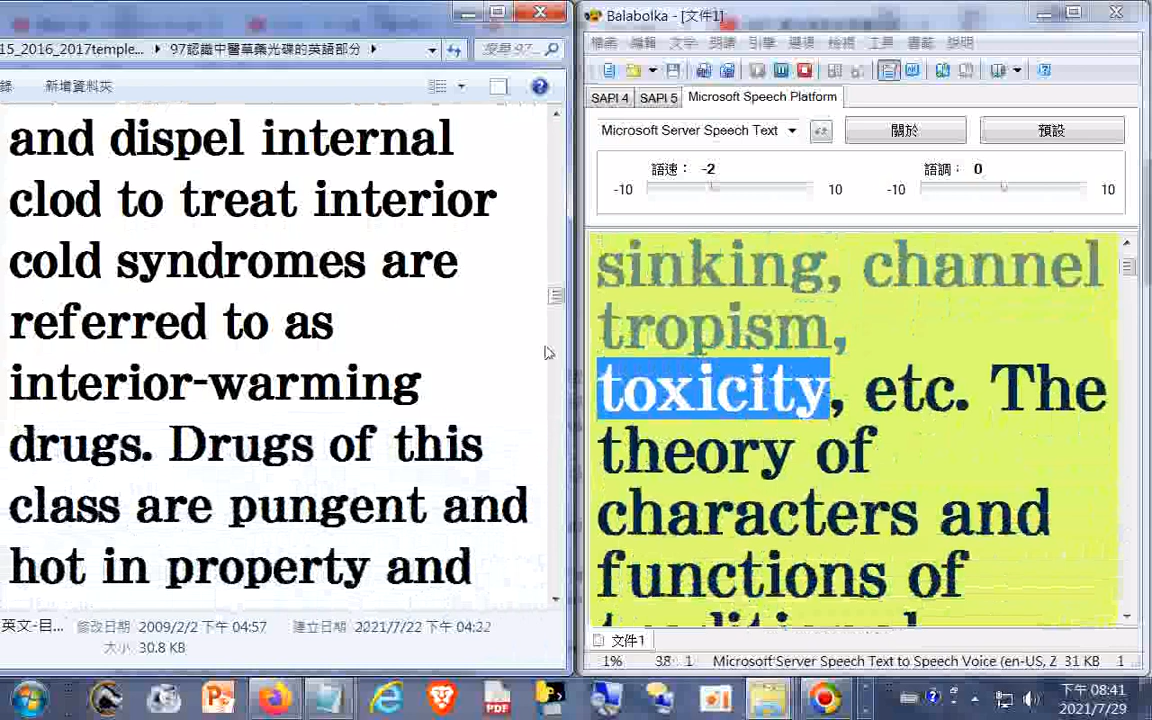 15_2016_2017temple...
97認識中醫草藥光碟的英語部分
搜尋 97...
錄
新增資料夾
and dispel internal
clod to treat interior
cold syndromes are
referred to as
interior-warming
drugs. Drugs of this
class are pungent and
hot in property and
英文-目...
修改日期 2009/2/2 下午 04:57
建立日期 2021/7/22 下午 04:22
大小 30.8 KB
Balabolka - [文件1]
檔案 編輯 文字 朗讀 引擎 選項 檢視 工具 書籤 說明
SAPI 4 SAPI 5 Microsoft Speech Platform
Microsoft Server Speech Text
關於
預設
語速： -2
語調： 0
-10 10 -10 10
sinking, channel
tropism,
toxicity, etc. The
theory of
characters and
functions of
文件1
1% 38: 1 Microsoft Server Speech Text to Speech Voice (en-US, Z 31 KB 1
PDF
下午 08:41
2021/7/29